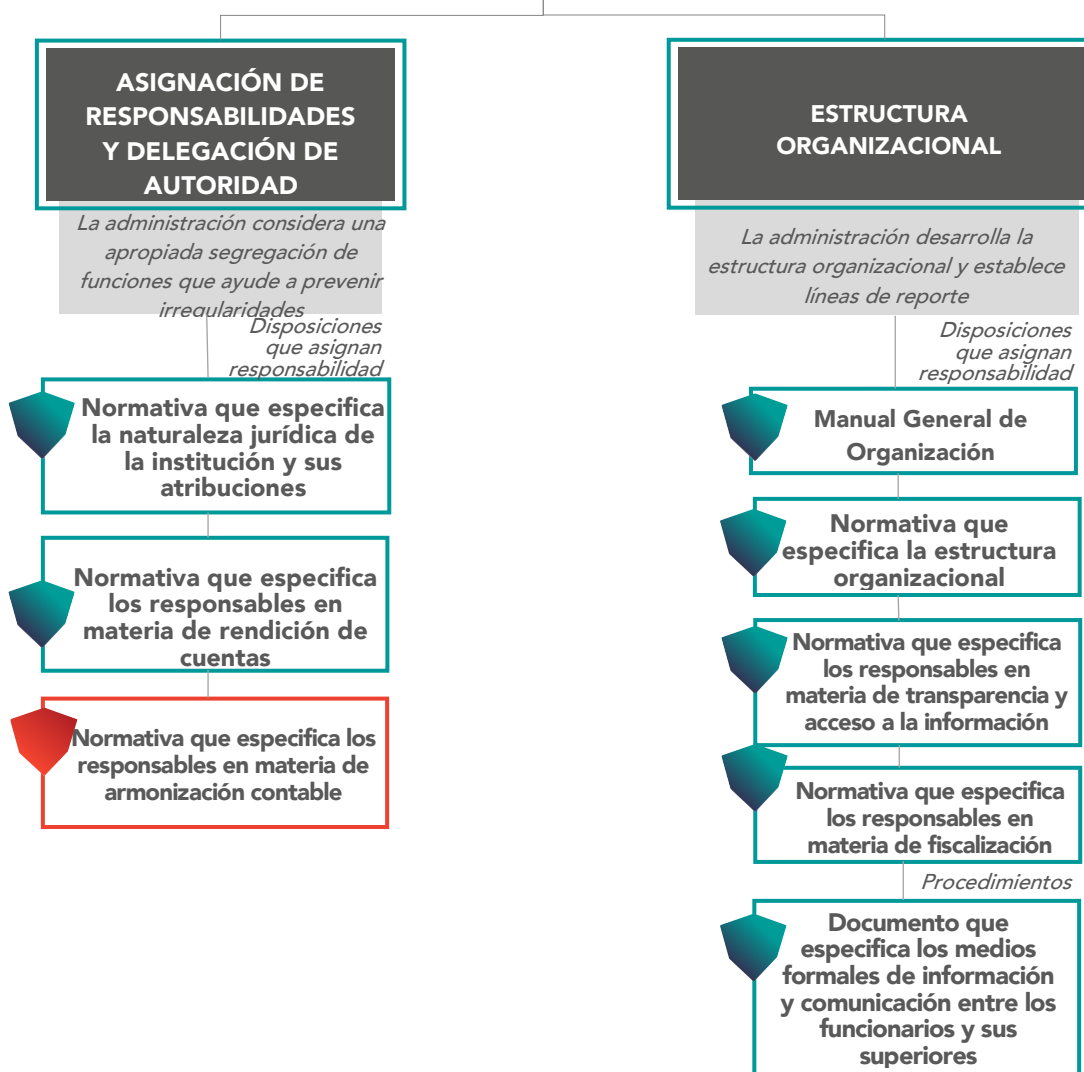 ASIGNACIÓN DE
RESPONSABILIDADES
Y DELEGACIÓN DE
AUTORIDAD
La administración considera una
apropiada segregación de
funciones que ayude a prevenir
irregularidades
Disposiciones
que asignan
responsabilidad
Normativa que especifica
la naturaleza jurídica de
la institución y sus
atribuciones
Normativa que especifica
los responsables en
materia de rendición de
cuentas
Normativa que especifica los
responsables en materia de
armonización contable
ESTRUCTURA
ORGANIZACIONAL
La administración desarrolla la
estructura organizacional y establece
líneas de reporte
Disposiciones
que asignan
responsabilidad
Manual General de
Organización
Normativa que
especifica la estructura
organizacional
Normativa que especifica
los responsables en
materia de transparencia y
acceso a la información
Normativa que especifica
los responsables en
materia de fiscalización
Procedimientos
Documento que
especifica los medios
formales de información
y comunicación entre los
funcionarios y sus
superiores